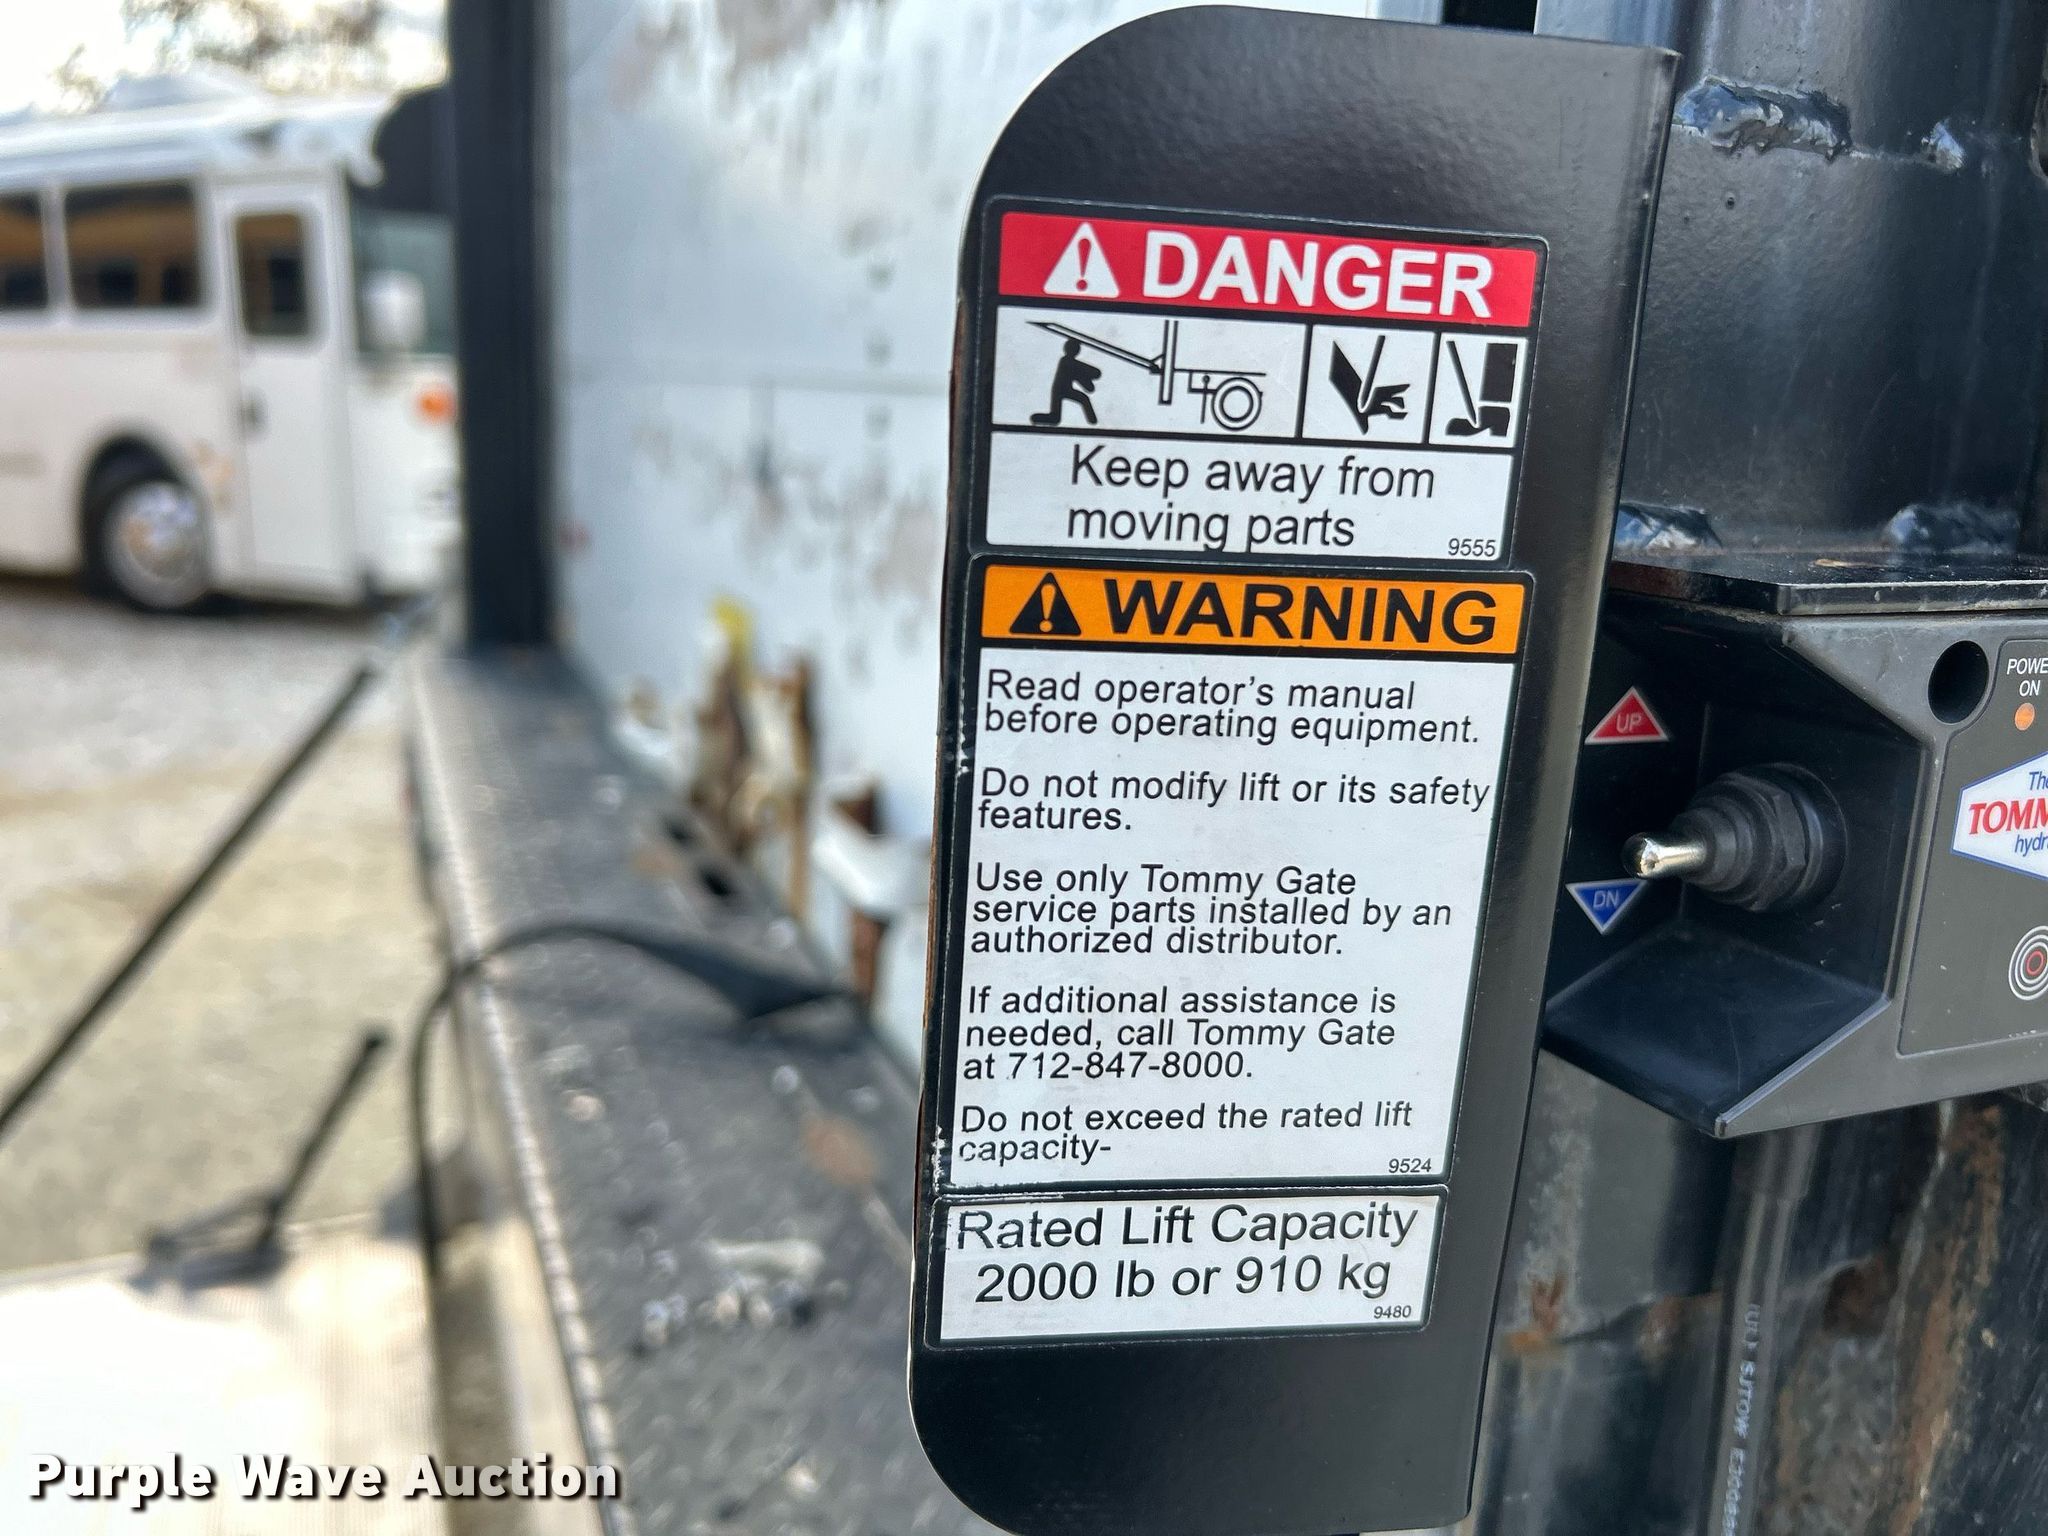 DANGER
Keep away from
moving parts
9555
WARNING
Read operator's manual
before operating equipment.
Do not modify lift or its safety
features.
Use only Tommy Gate
service parts installed by an
authorized distributor.
If additional assistance is
needed, call Tommy Gate
at 712-847-8000.
Do not exceed the rated lift
capacity-
9524
Rated Lift Capacity
2000 lb or 910 kg
9480
UP
DN
ON
Purple Wave Auction